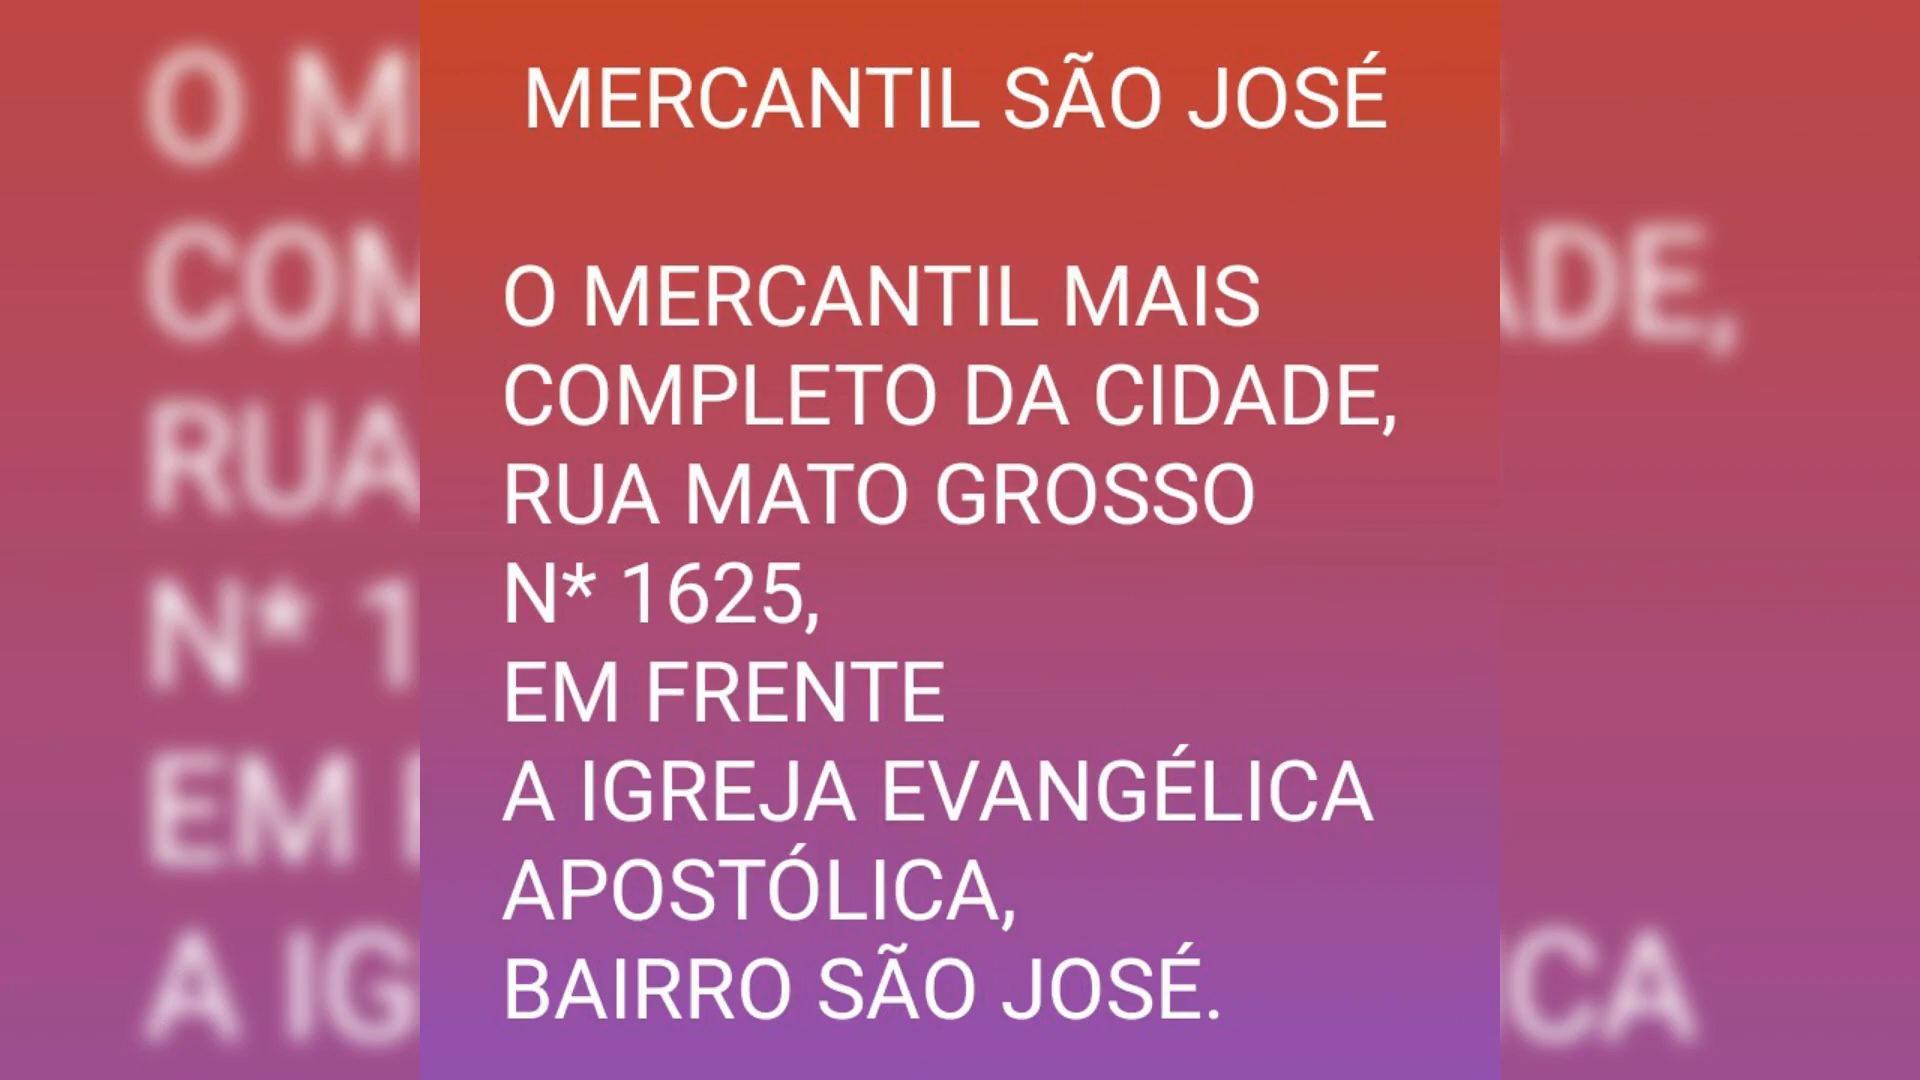 MERCANTIL SÃO JOSÉ
O MERCANTIL MAIS
COMPLETO DA CIDADE,
RUA MATO GROSSO
N* 1625,
EM FRENTE
A IGREJA EVANGÉLICA
APOSTÓLICA,
BAIRRO SÃO JOSÉ.